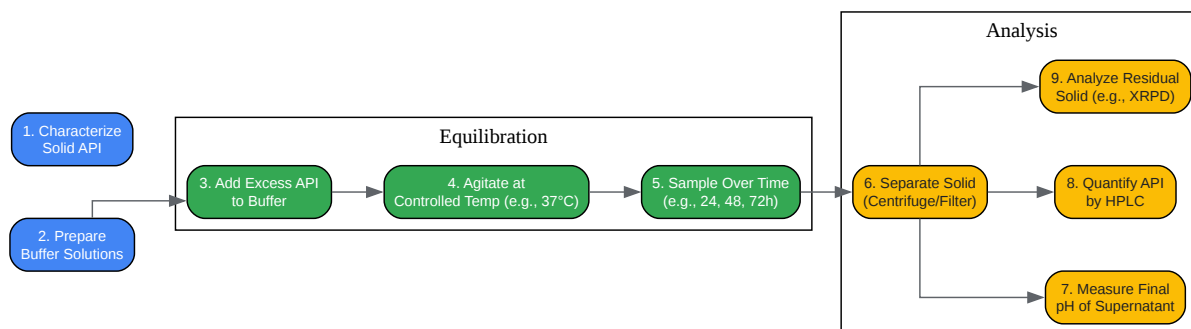 1. Characterize
Solid API
2. Prepare
Buffer Solutions
Equilibration
3. Add Excess API
to Buffer
4. Agitate at
Controlled Temp (e.g., 37°C)
5. Sample Over Time
(e.g., 24, 48, 72h)
Analysis
6. Separate Solid
(Centrifuge/Filter)
9. Analyze Residual
Solid (e.g., XRPD)
8. Quantify API
by HPLC
7. Measure Final
pH of Supernatant